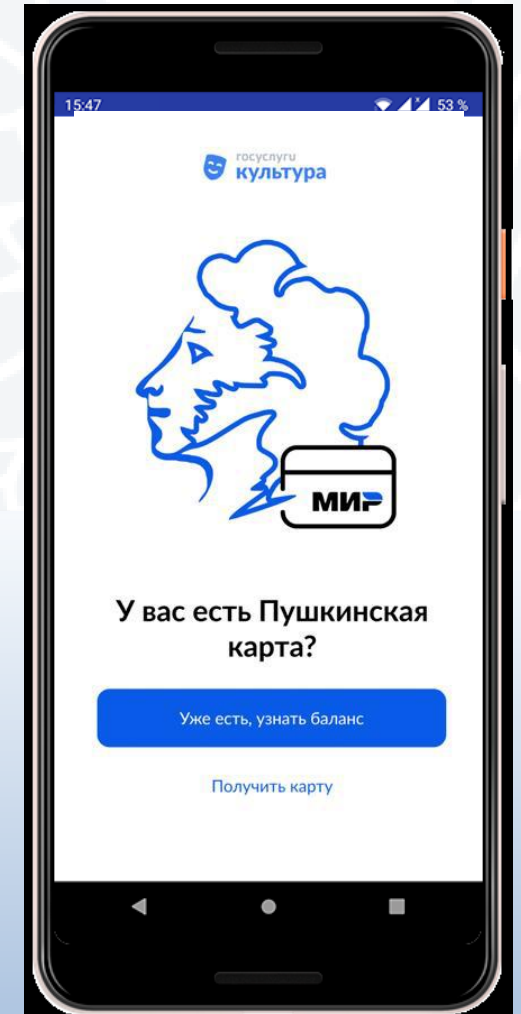 15:47 53 %
госуслуги
культура
МИР
У вас есть Пушкинская
карта?
Уже есть, узнать баланс
Получить карту